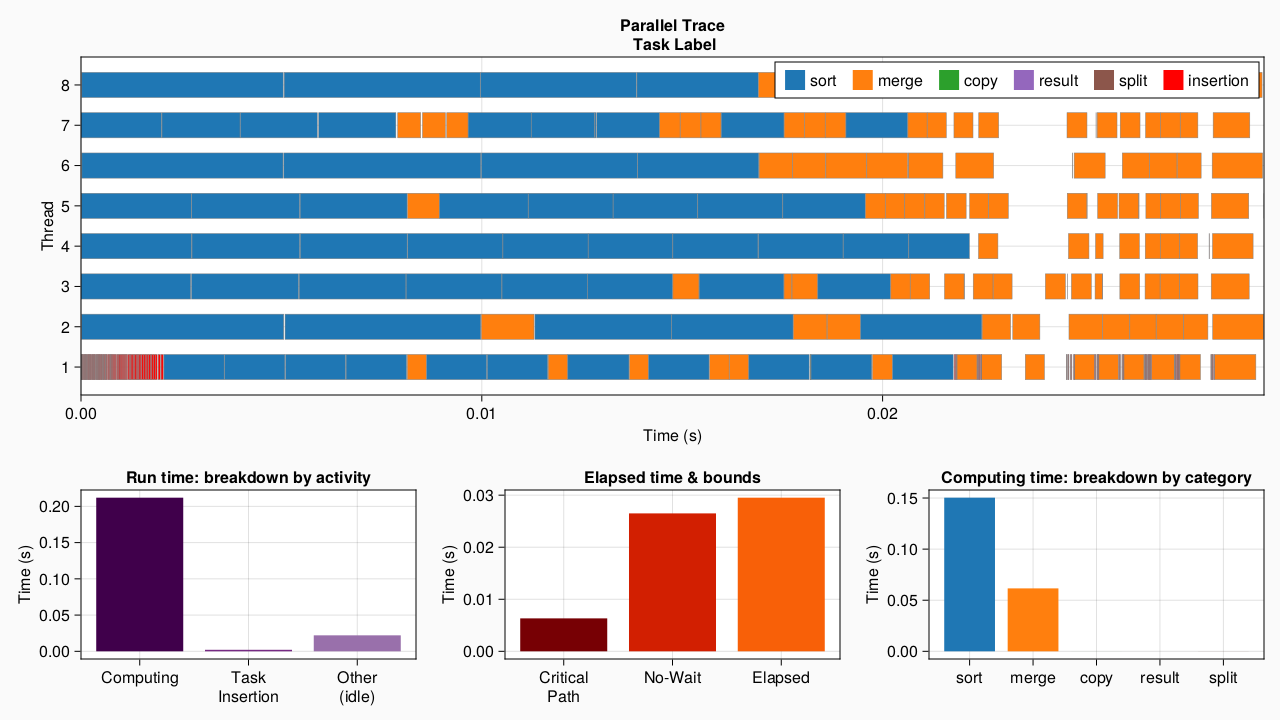 Parallel Trace
Task Label
sort merge copy result split insertion
8
7
6
5
4
3
2
1
Thread
0.00 0.01 0.02
Time (s)
Run time: breakdown by activity
0.20
0.15
0.10
0.05
0.00
Time (s)
Computing Task Insertion Other (idle)
Elapsed time & bounds
0.03
0.02
0.01
0.00
Time (s)
Critical Path No-Wait Elapsed
Computing time: breakdown by category
0.15
0.10
0.05
0.00
Time (s)
sort merge copy result split